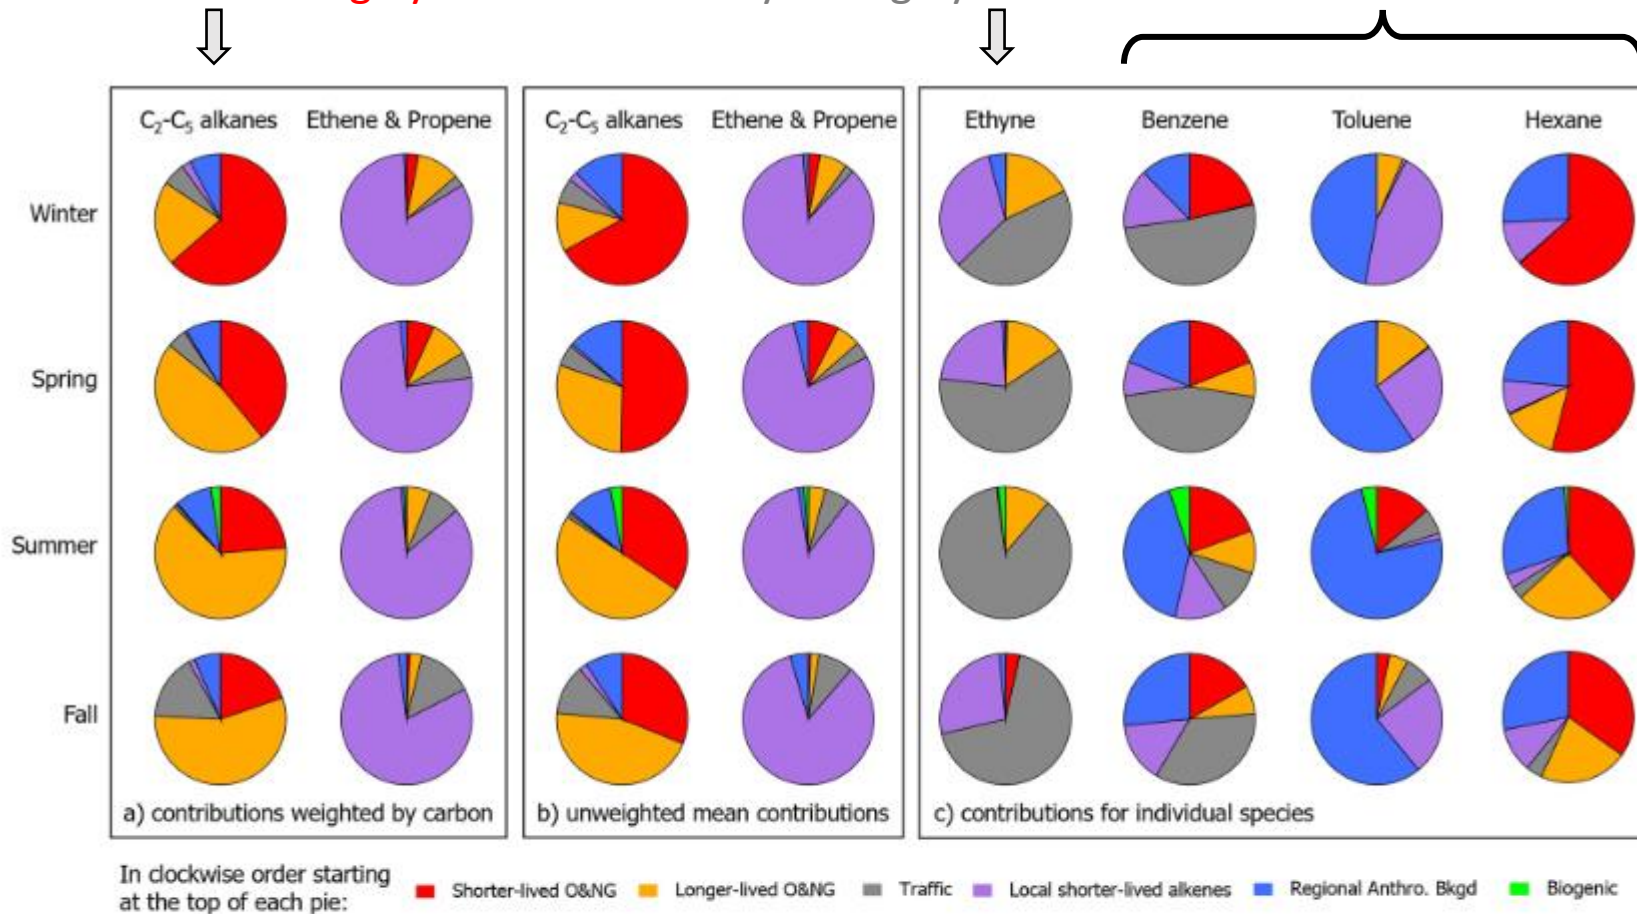 C₂-C₅ alkanes Ethene & Propene C₂-C₅ alkanes Ethene & Propene Ethyne Benzene Toluene Hexane
Winter
Spring
Summer
Fall
a) contributions weighted by carbon b) unweighted mean contributions c) contributions for individual species
In clockwise order starting
at the top of each pie: Shorter-lived O&NG Longer-lived O&NG Traffic Local shorter-lived alkenes Regional Anthro. Bkgd Biogenic